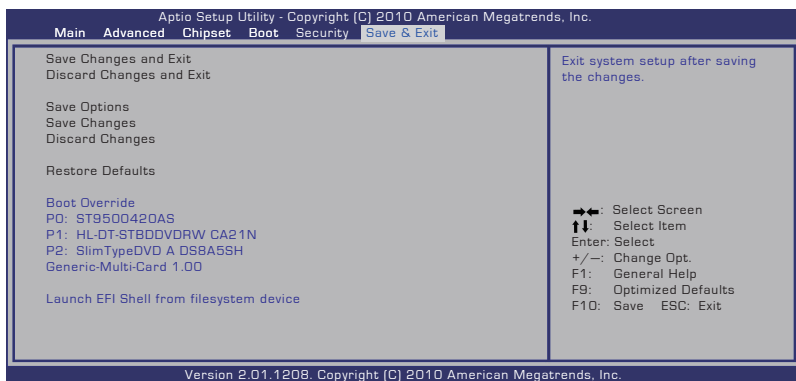 Aptio Setup Utility - Copyright (C) 2010 American Megatrends, Inc.
Main Advanced Chipset Boot Security Save & Exit
Save Changes and Exit
Discard Changes and Exit
Save Options
Save Changes
Discard Changes
Restore Defaults
Boot Override
P0: ST9500420AS
P1: HL-DT-STBDDVDRW CA21N
P2: SlimTypeDVD A DS8A5SH
Generic-Multi-Card 1.00
Launch EFI Shell from filesystem device
Exit system setup after saving
the changes.
→←: Select Screen
↑↓: Select Item
Enter: Select
+/—: Change Opt.
F1: General Help
F9: Optimized Defaults
F10: Save ESC: Exit
Version 2.01.1208. Copyright (C) 2010 American Megatrends, Inc.